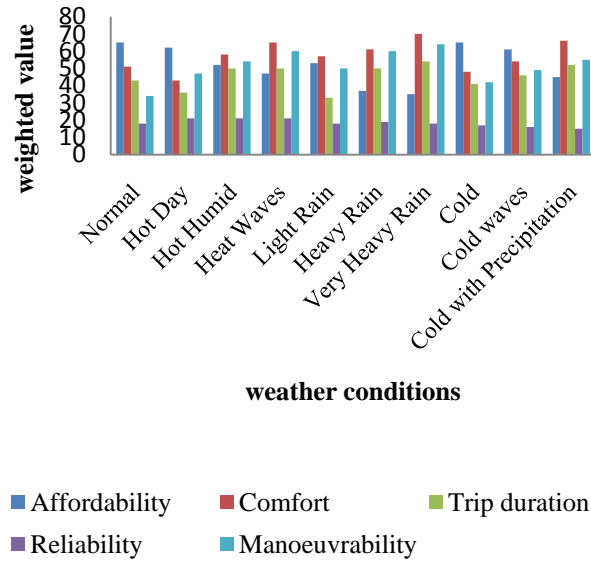 weighted value
80
70
60
50
40
30
20
10
0
Normal
Hot Day
Hot Humid
Heat Waves
Light Rain
Heavy Rain
Very Heavy Rain
Cold
Cold waves
Cold with Precipitation
weather conditions
Affordability Comfort Trip duration
Reliability Manoeuvrability